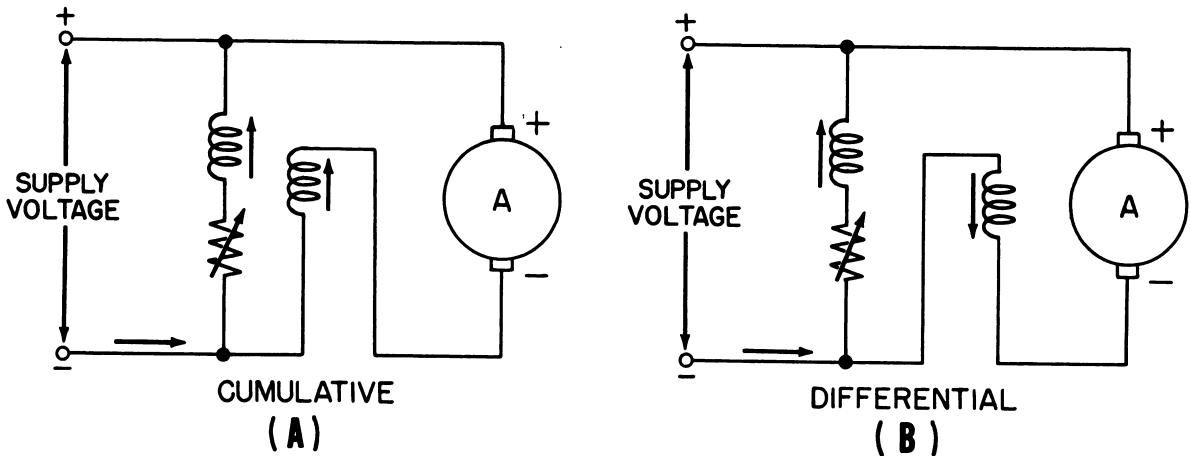 +
+
+
+
SUPPLY
VOLTAGE
A
SUPPLY
VOLTAGE
A
−
−
−
−
CUMULATIVE
(A)
DIFFERENTIAL
(B)